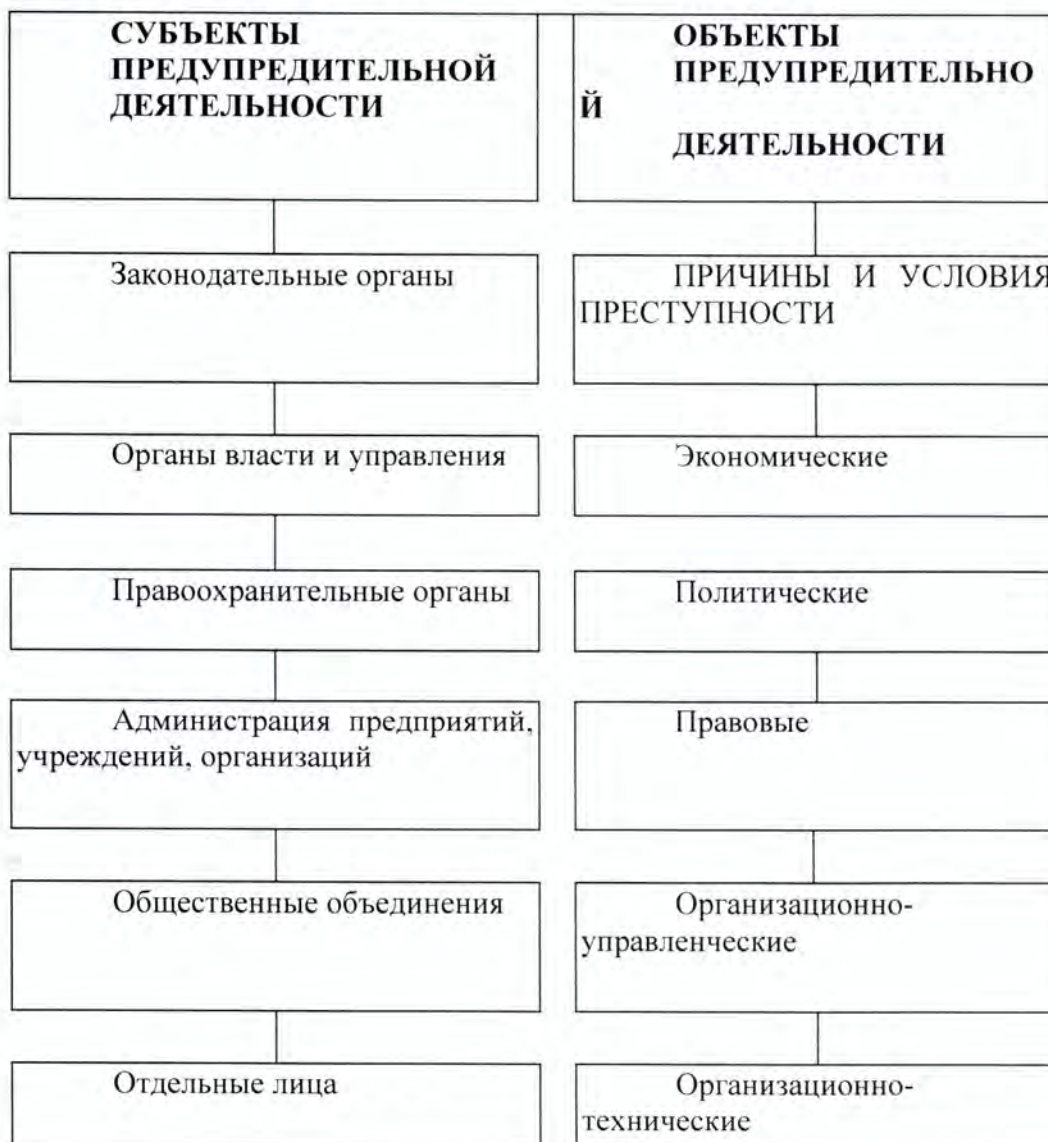 СУБЪЕКТЫ
ПРЕДУПРЕДИТЕЛЬНОЙ
ДЕЯТЕЛЬНОСТИ
Законодательные органы
Органы власти и управления
Правоохранительные органы
Администрация предприятий,
учреждений, организаций
Общественные объединения
Отдельные лица
ОБЪЕКТЫ
ПРЕДУПРЕДИТЕЛЬНО
Й
ДЕЯТЕЛЬНОСТИ
ПРИЧИНЫ И УСЛОВИЯ
ПРЕСТУПНОСТИ
Экономические
Политические
Правовые
Организационно-
управленческие
Организационно-
технические